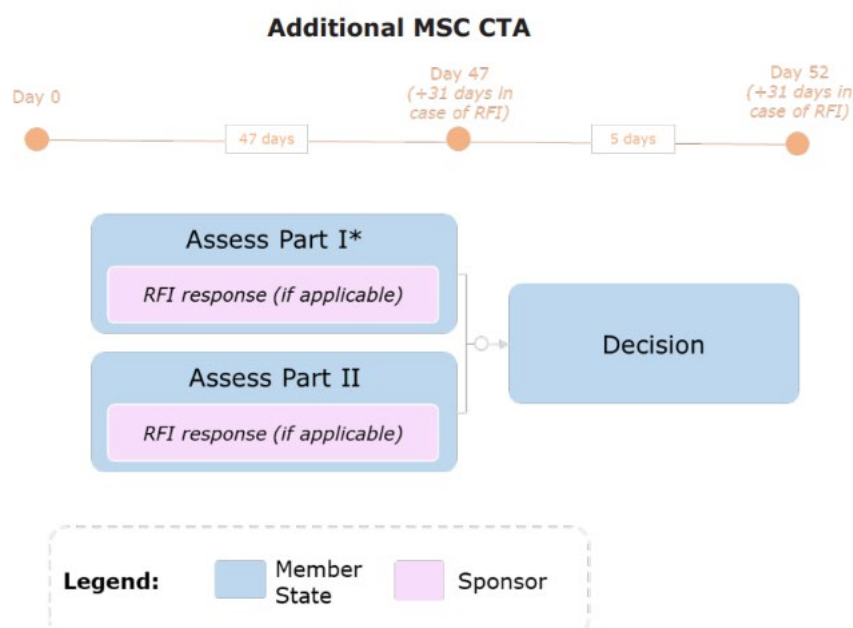 Additional MSC CTA
Day 0
Day 47
(+31 days in
case of RFI)
Day 52
(+31 days in
case of RFI)
47 days
5 days
Assess Part I*
RFI response (if applicable)
Decision
Assess Part II
RFI response (if applicable)
Legend:
Member
State
Sponsor